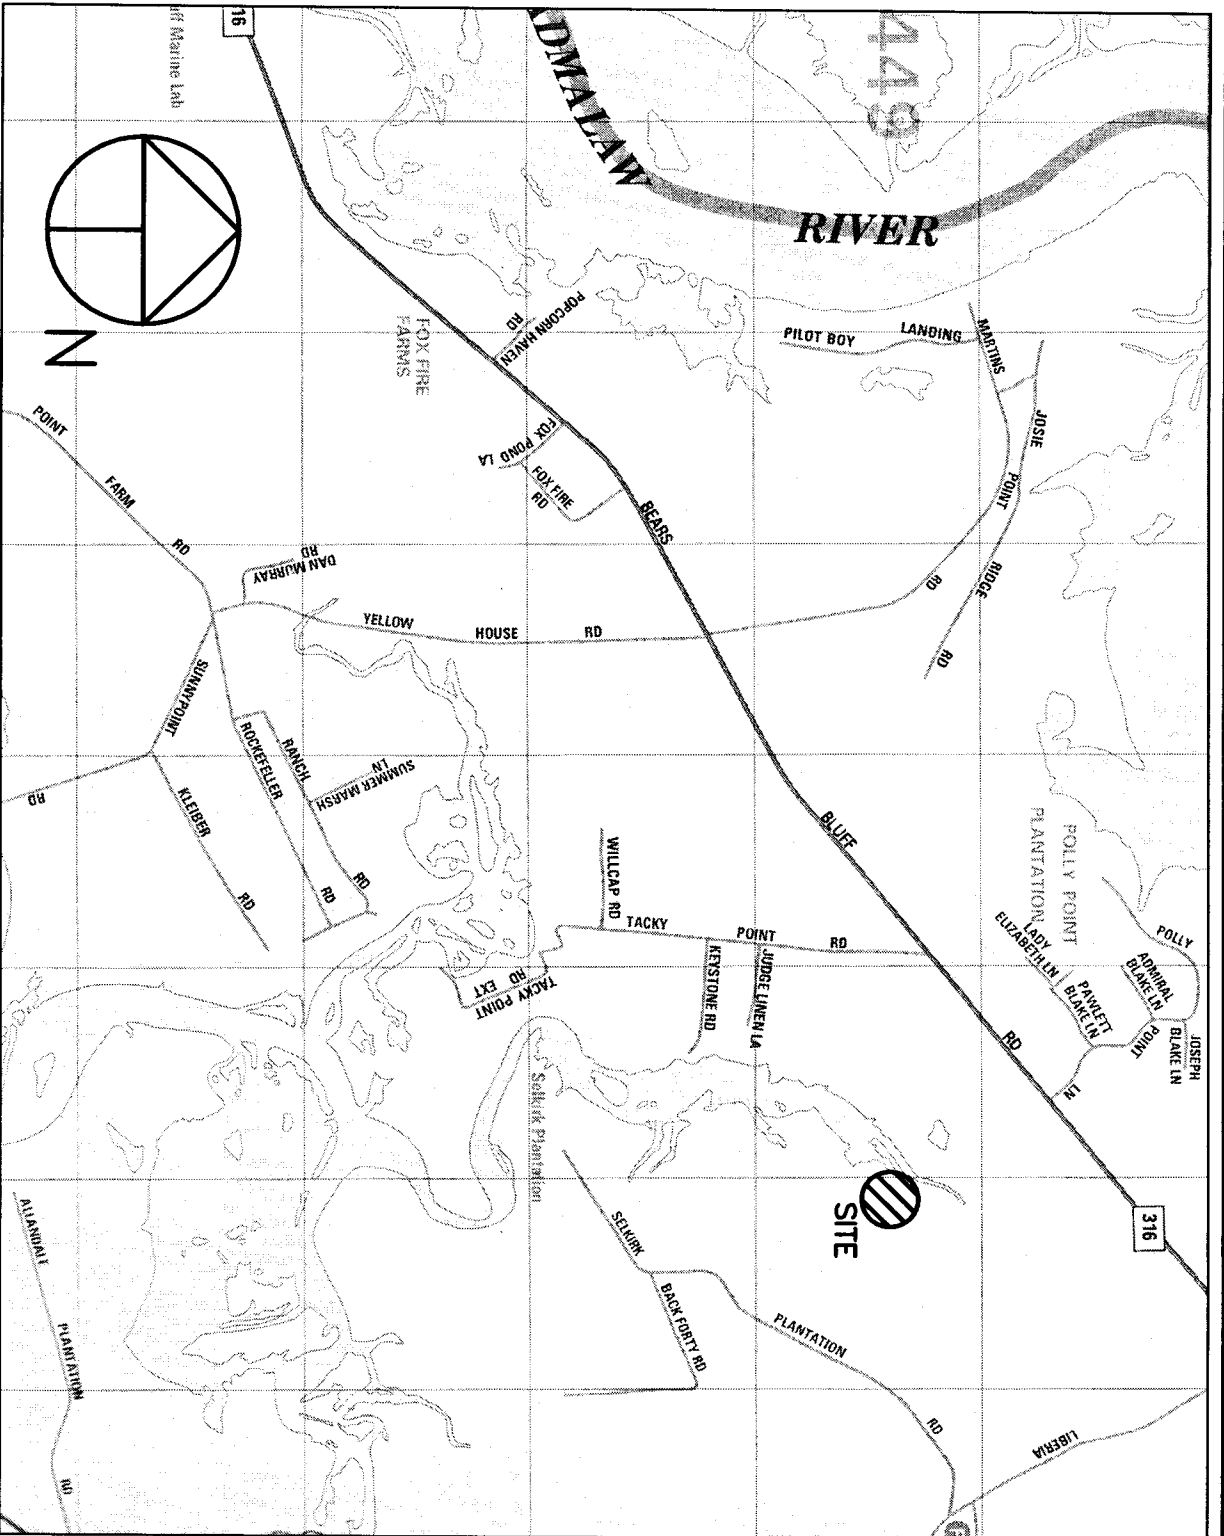 16
ff Marine Lab
ADMALAW
RIVER
449
N
POPCORN HAVEN
RD
FOX FIRE
FARMS
PILOT BOY
LANDING
MARTINS
POINT
RD
JOSIE
RIDGE
RD
FOX POND LA
FOX FIRE
RD
BEARS
BLUFF
RD
316
POINT
FARM
RD
DAN MURRAY
RD
YELLOW
HOUSE
RD
SUNNYPOINT
RD
ROCKEFELLER
RD
RANCH
RD
SUMMER MARSH
LN
KLEIBER
RD
WILLCAP RD
TACKY
POINT
RD
KEYSTONE RD
JUDGE LINEN LA
TACKY POINT
RD EXT
POLLY POINT
PLANTATION
LADY
ELIZABETH LN
PAWLETT
BLAKE LN
ADMIRAL
BLAKE LN
JOSEPH
BLAKE LN
POLLY
POINT
LN
Selkirk Plantation
SITE
SELKIRK
PLANTATION
RD
BACK FORTY RD
LIBERIA
ALLANDALE
PLANTATION
RD